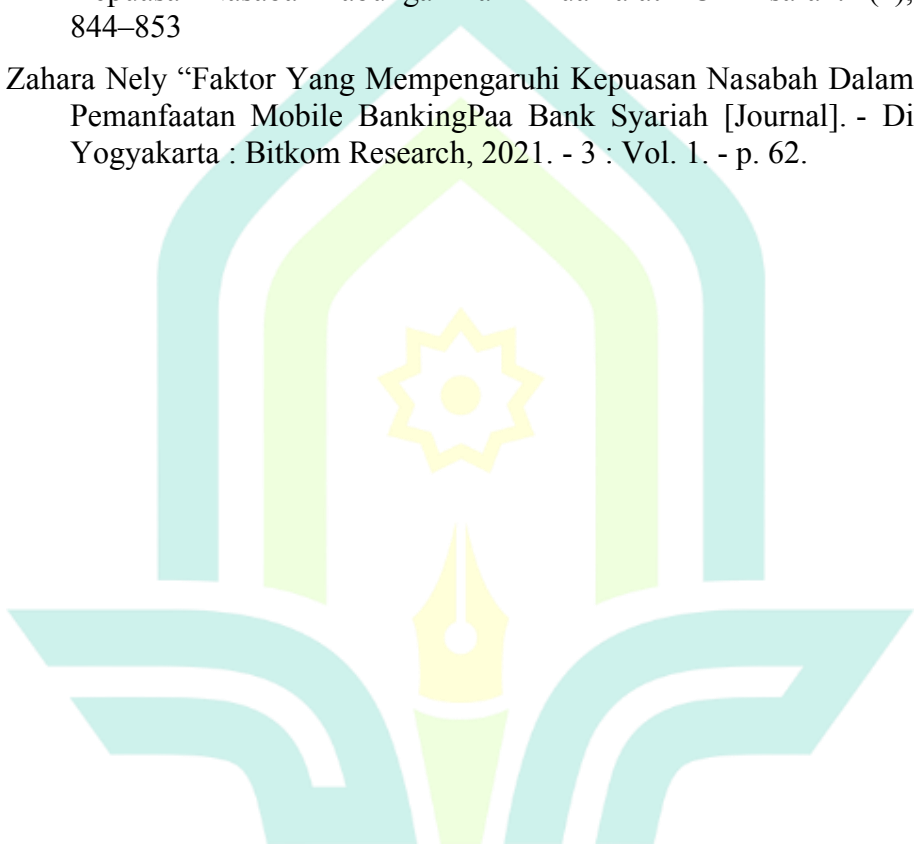 844–853
Zahara Nely “Faktor Yang Mempengaruhi Kepuasan Nasabah Dalam
Pemanfaatan Mobile BankingPaa Bank Syariah [Journal]. - Di
Yogyakarta : Bitkom Research, 2021. - 3 : Vol. 1. - p. 62.